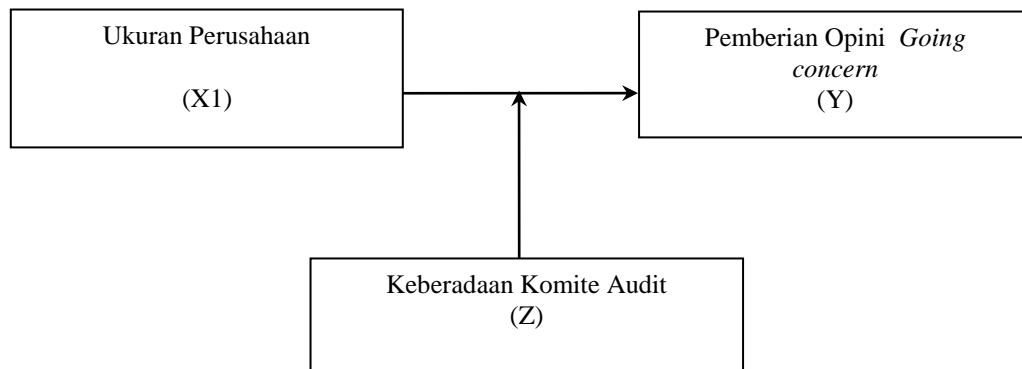 Ukuran Perusahaan
(X1)
Pemberian Opini Going
concern
(Y)
Keberadaan Komite Audit
(Z)